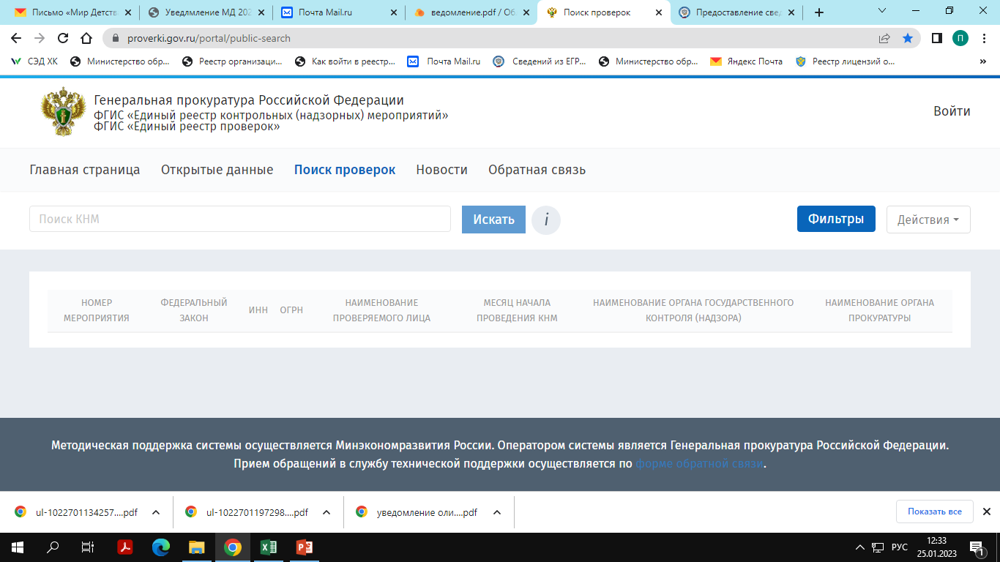 Письмо «Мир Детств
Уведлмление МД 202
Почта Mail.ru
ведомление.pdf / Об
Поиск проверок
Предоставление све
proverki.gov.ru/portal/public-search
П
СЭД ХК
Министерство обр...
Реестр организаци...
Как войти в реестр...
Почта Mail.ru
Сведений из ЕГР...
Министерство обр...
Яндекс Почта
Реестр лицензий о...
»
Генеральная прокуратура Российской Федерации
ФГИС «Единый реестр контрольных (надзорных) мероприятий»
ФГИС «Единый реестр проверок»
Войти
Главная страница
Открытые данные
Поиск проверок
Новости
Обратная связь
Поиск КНМ
Искать
i
Фильтры
Действия
НОМЕР
МЕРОПРИЯТИЯ
ФЕДЕРАЛЬНЫЙ
ЗАКОН
ИНН
ОГРН
НАИМЕНОВАНИЕ
ПРОВЕРЯЕМОГО ЛИЦА
МЕСЯЦ НАЧАЛА
ПРОВЕДЕНИЯ КНМ
НАИМЕНОВАНИЕ ОРГАНА ГОСУДАРСТВЕННОГО
КОНТРОЛЯ (НАДЗОРА)
НАИМЕНОВАНИЕ ОРГАНА
ПРОКУРАТУРЫ
Методическая поддержка системы осуществляется Минэкономразвития России. Оператором системы является Генеральная прокуратура Российской Федерации.
Прием обращений в службу технической поддержки осуществляется по форме обратной связи.
ul-1022701134257....pdf
ul-1022701197298....pdf
уведомление оли....pdf
Показать все
РУС
12:33
25.01.2023
1